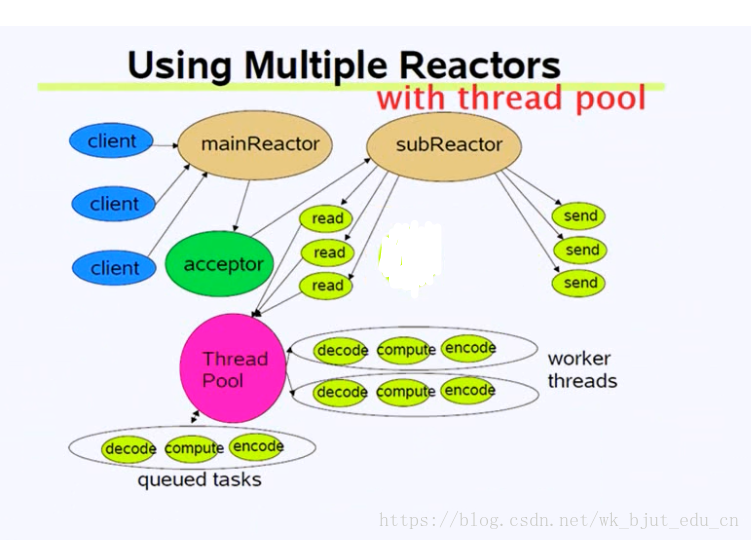 Using Multiple Reactors
with thread pool
client
mainReactor
subReactor
client
client
acceptor
read
read
read
send
send
send
Thread
Pool
decode compute encode
decode compute encode
worker
threads
decode compute encode
queued tasks
https://blog.csdn.net/wk_bjut_edu_cn